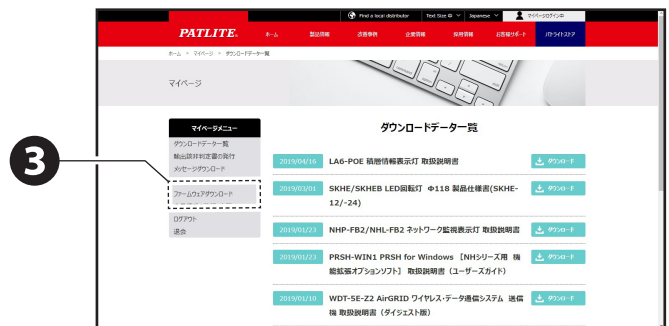 Find a local distributor Text Size 中 Japanese マイページログイン中
PATLITE. ホーム 製品情報 改善事例 企業情報 採用情報 お客様サポート パトライトストア
ホーム > マイページ > ダウンロードデータ一覧
マイページ
マイページメニュー
ダウンロードデータ一覧
輸出該非判定書の発行
メッセージダウンロード
3
ファームウェアダウンロード
ログアウト
退会
ダウンロードデータ一覧
2019/04/16 LA6-POE 積層情報表示灯 取扱説明書 ダウンロード
2019/03/01 SKHE/SKHEB LED回転灯 Φ118 製品仕様書(SKHE-
12/-24) ダウンロード
2019/01/23 NHP-FB2/NHL-FB2 ネットワーク監視表示灯 取扱説明書 ダウンロード
2019/01/23 PRSH-WIN1 PRSH for Windows [NHシリーズ用 機
能拡張オプションソフト] 取扱説明書(ユーザーズガイド) ダウンロード
2019/01/10 WDT-5E-Z2 AirGRID ワイヤレス・データ通信システム 送信
機 取扱説明書(ダイジェスト版) ダウンロード